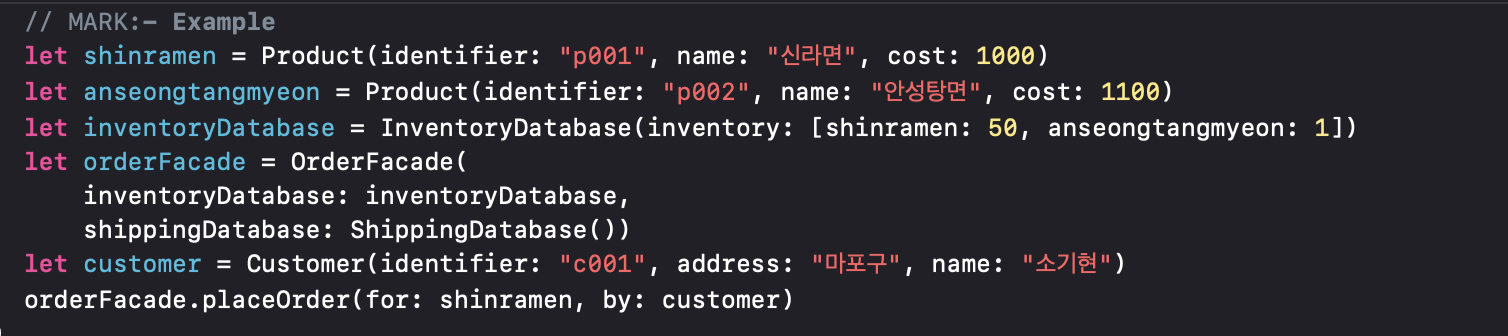 // MARK:- Example
let shinramen = Product(identifier: "p001", name: "신라면", cost: 1000)
let anseongtangmyeon = Product(identifier: "p002", name: "안성탕면", cost: 1100)
let inventoryDatabase = InventoryDatabase(inventory: [shinramen: 50, anseongtangmyeon: 1])
let orderFacade = OrderFacade(
    inventoryDatabase: inventoryDatabase,
    shippingDatabase: ShippingDatabase())
let customer = Customer(identifier: "c001", address: "마포구", name: "소기현")
orderFacade.placeOrder(for: shinramen, by: customer)